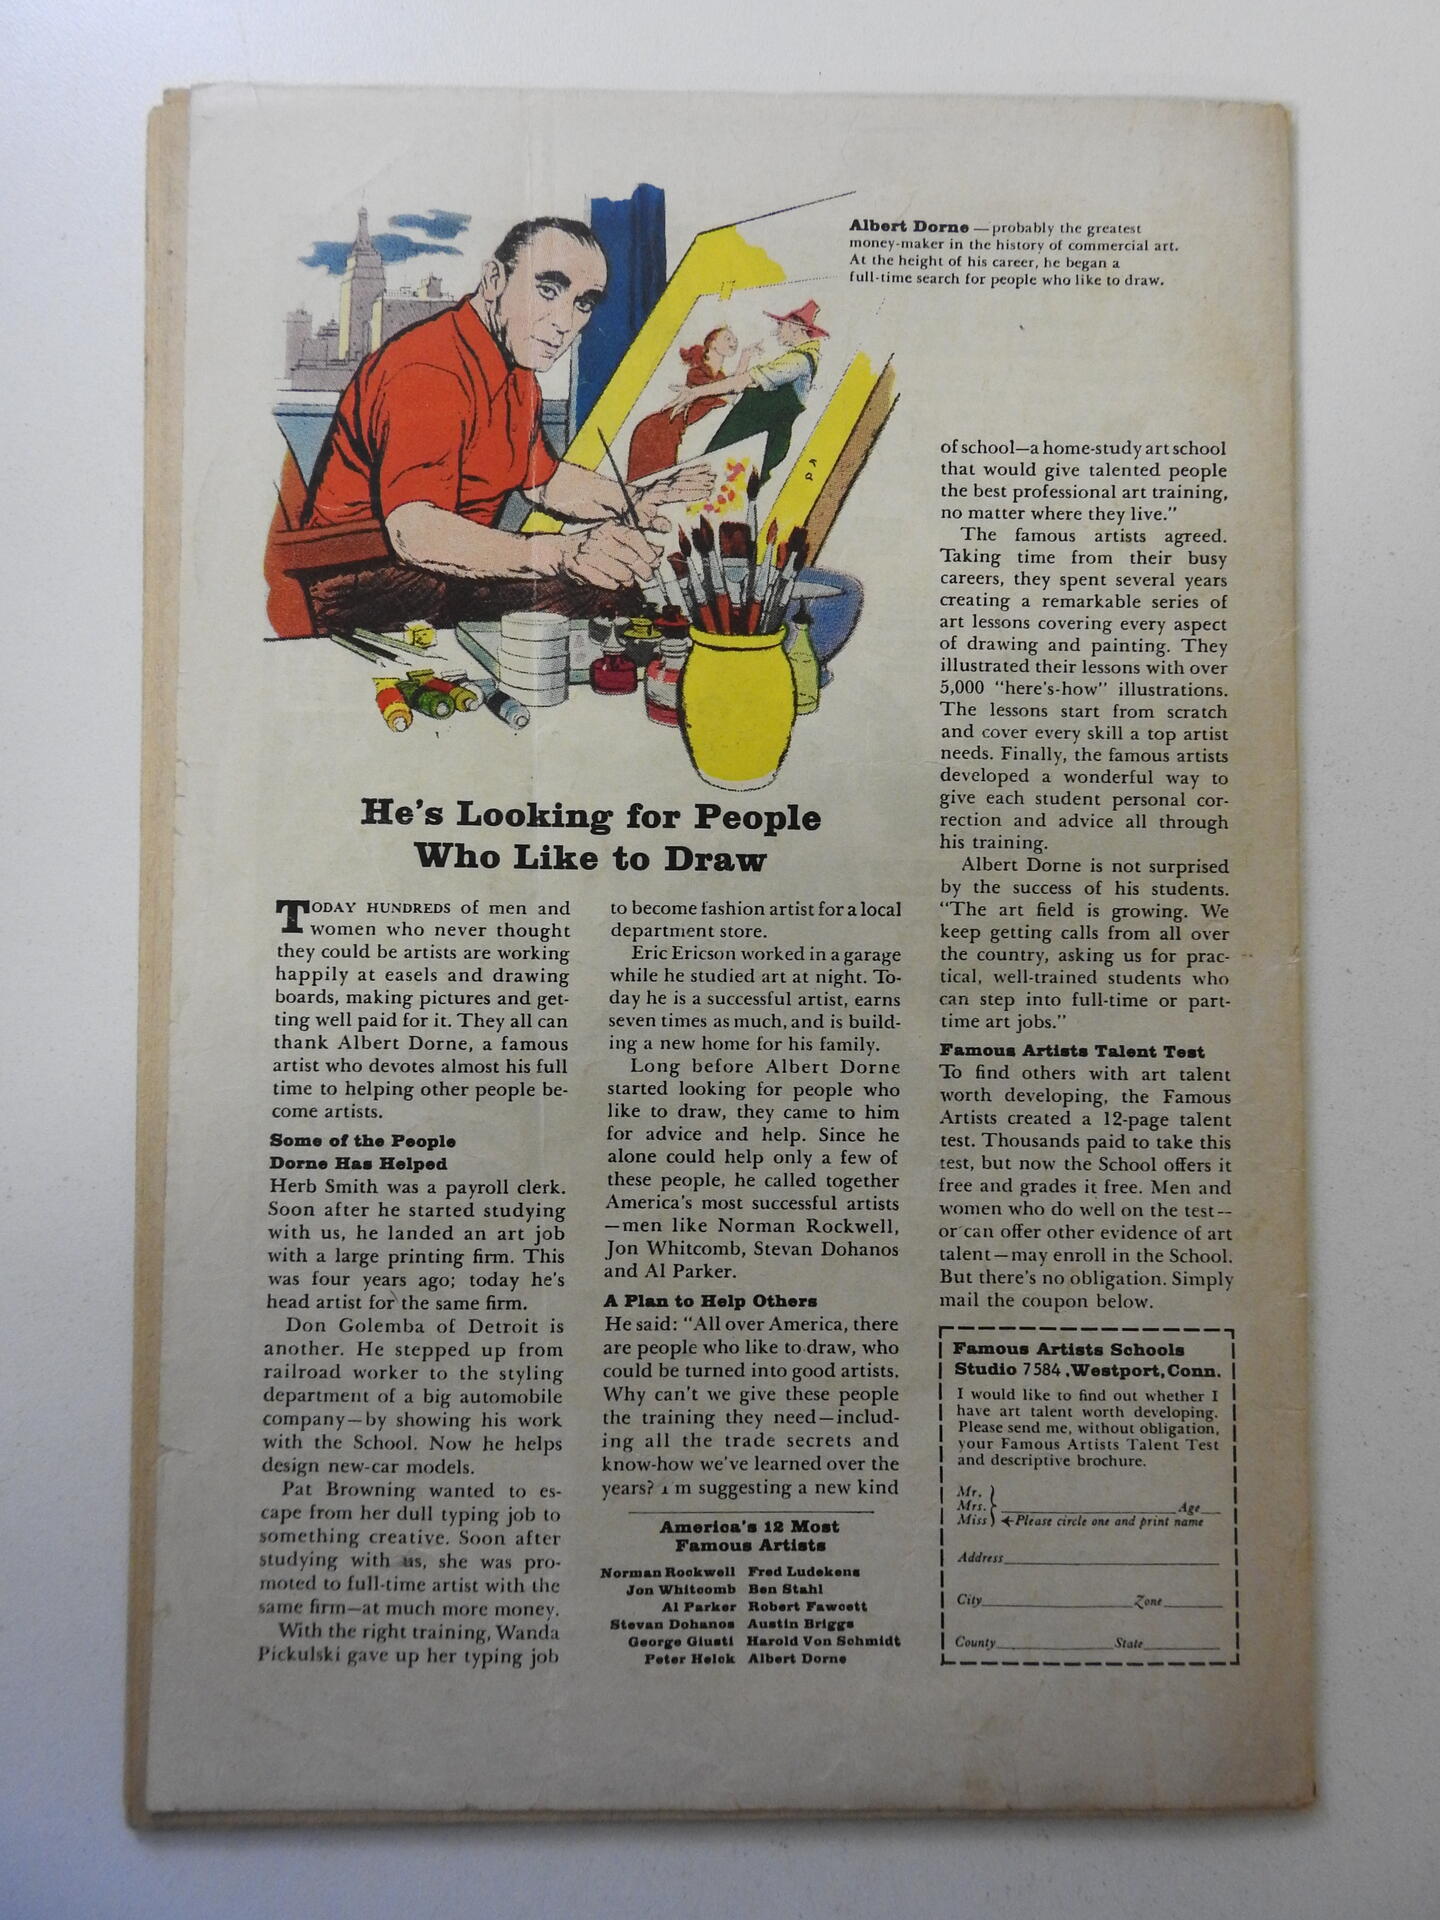 Albert Dorne — probably the greatest
money-maker in the history of commercial art.
At the height of his career, he began a
full-time search for people who like to draw.
He's Looking for People
Who Like to Draw
TODAY HUNDREDS of men and
women who never thought
they could be artists are working
happily at easels and drawing
boards, making pictures and get-
ting well paid for it. They all can
thank Albert Dorne, a famous
artist who devotes almost his full
time to helping other people be-
come artists.
Some of the People
Dorne Has Helped
Herb Smith was a payroll clerk.
Soon after he started studying
with us, he landed an art job
with a large printing firm. This
was four years ago; today he's
head artist for the same firm.
Don Golemba of Detroit is
another. He stepped up from
railroad worker to the styling
department of a big automobile
company—by showing his work
with the School. Now he helps
design new-car models.
Pat Browning wanted to es-
cape from her dull typing job to
something creative. Soon after
studying with us, she was pro-
moted to full-time artist with the
same firm—at much more money.
With the right training, Wanda
Pickulski gave up her typing job
to become fashion artist for a local
department store.
Eric Ericson worked in a garage
while he studied art at night. To-
day he is a successful artist, earns
seven times as much, and is build-
ing a new home for his family.
Long before Albert Dorne
started looking for people who
like to draw, they came to him
for advice and help. Since he
alone could help only a few of
these people, he called together
America's most successful artists
—men like Norman Rockwell,
Jon Whitcomb, Stevan Dohanos
and Al Parker.
A Plan to Help Others
He said: "All over America, there
are people who like to draw, who
could be turned into good artists.
Why can't we give these people
the training they need—includ-
ing all the trade secrets and
know-how we've learned over the
years? I'm suggesting a new kind
America's 12 Most
Famous Artists
Norman Rockwell Fred Ludekens
Jon Whitcomb Ben Stahl
Al Parker Robert Fawcett
Stevan Dohanos Austin Briggs
George Giusti Harold Von Schmidt
Peter Helck Albert Dorne
of school—a home-study art school
that would give talented people
the best professional art training,
no matter where they live."
The famous artists agreed.
Taking time from their busy
careers, they spent several years
creating a remarkable series of
art lessons covering every aspect
of drawing and painting. They
illustrated their lessons with over
5,000 "here's-how" illustrations.
The lessons start from scratch
and cover every skill a top artist
needs. Finally, the famous artists
developed a wonderful way to
give each student personal cor-
rection and advice all through
his training.
Albert Dorne is not surprised
by the success of his students.
"The art field is growing. We
keep getting calls from all over
the country, asking us for prac-
tical, well-trained students who
can step into full-time or part-
time art jobs."
Famous Artists Talent Test
To find others with art talent
worth developing, the Famous
Artists created a 12-page talent
test. Thousands paid to take this
test, but now the School offers it
free and grades it free. Men and
women who do well on the test--
or can offer other evidence of art
talent—may enroll in the School.
But there's no obligation. Simply
mail the coupon below.
Famous Artists Schools
Studio 7584, Westport, Conn.
I would like to find out whether I
have art talent worth developing.
Please send me, without obligation,
your Famous Artists Talent Test
and descriptive brochure.
Mr.
Mrs. Age
Miss ←Please circle one and print name
Address
City Zone
County State